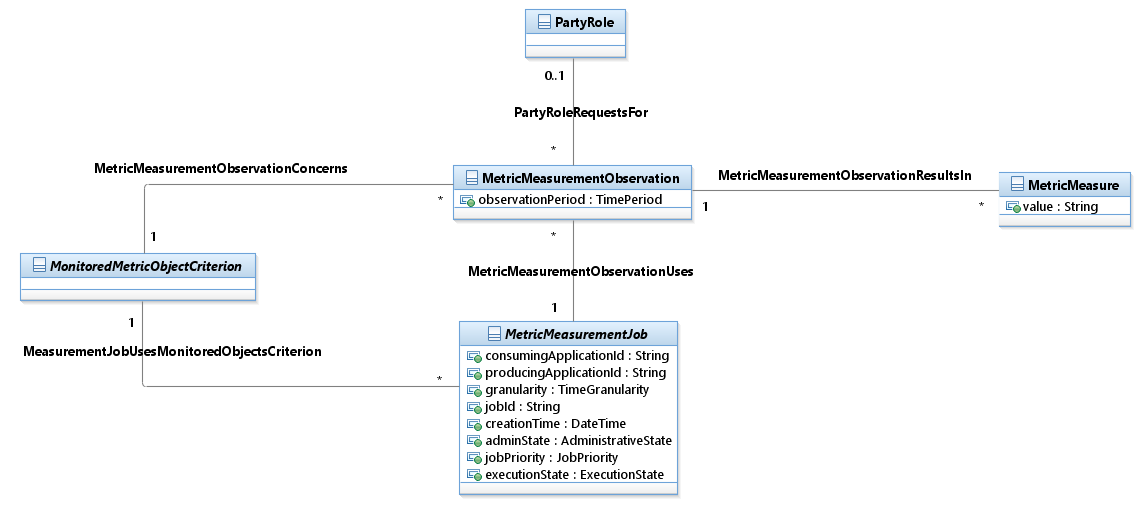 PartyRole
0..1
PartyRoleRequestsFor
*
MetricMeasurementObservationConcerns
MetricMeasurementObservation
observationPeriod : TimePeriod
MetricMeasurementObservationResultsIn
MetricMeasure
value : String
*
1
*
1
*
MonitoredMetricObjectCriterion
MetricMeasurementObservationUses
1
1
MeasurementJobUsesMonitoredObjectsCriterion
*
MetricMeasurementJob
consumingApplicationId : String
producingApplicationId : String
granularity : TimeGranularity
jobId : String
creationTime : DateTime
adminState : AdministrativeState
jobPriority : JobPriority
executionState : ExecutionState